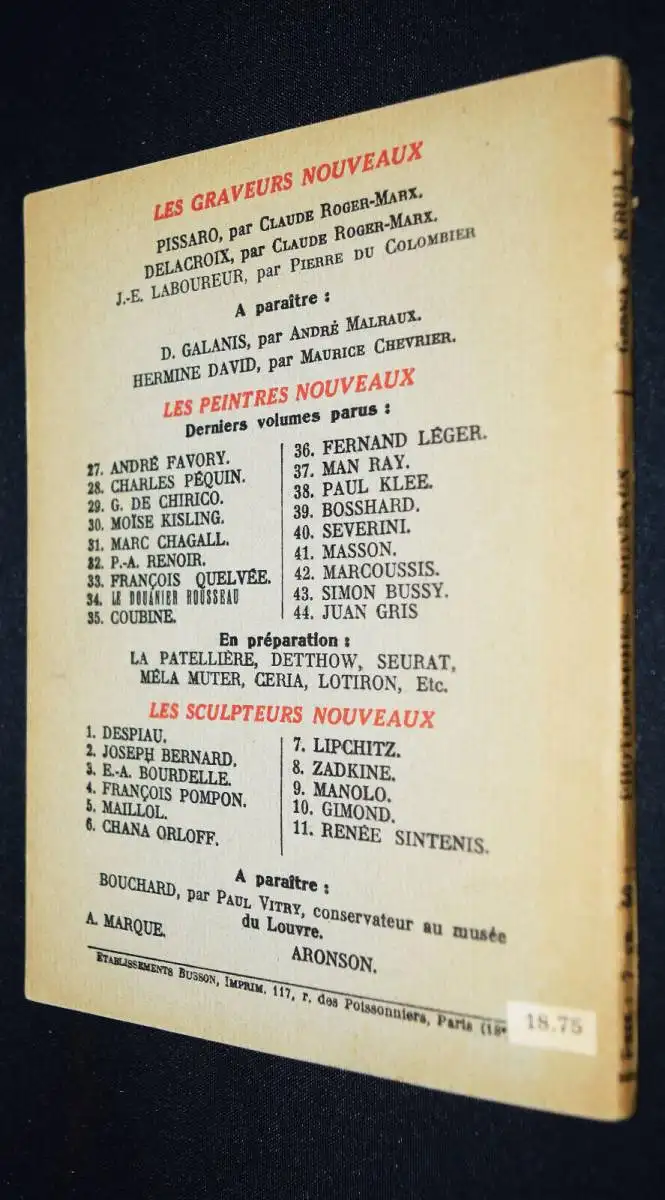 LES GRAVEURS NOUVEAUX
PISSARO, par CLAUDE ROGER-MARX.
DELACROIX, par CLAUDE ROGER-MARX.
J.-E. LABOUREUR, par PIERRE DU COLOMBIER
A paraître :
D. GALANIS, par ANDRÉ MALRAUX.
HERMINE DAVID, par MAURICE CHEVRIER.
LES PEINTRES NOUVEAUX
Derniers volumes parus :
27. ANDRÉ FAVORY.
28. CHARLES PÉQUIN.
29. G. DE CHIRICO.
30. MOÏSE KISLING.
31. MARC CHAGALL.
32. P.-A. RENOIR.
33. FRANÇOIS QUELVÉE.
34. LE DOUANIER ROUSSEAU
35. COUBINE.
36. FERNAND LÉGER.
37. MAN RAY.
38. PAUL KLEE.
39. BOSSHARD.
40. SEVERINI.
41. MASSON.
42. MARCOUSSIS.
43. SIMON BUSSY.
44. JUAN GRIS
En préparation :
LA PATELLIÈRE, DETTHOW, SEURAT,
MÉLA MUTER, CERIA, LOTIRON, Etc.
LES SCULPTEURS NOUVEAUX
1. DESPIAU.
2. JOSEPH BERNARD.
3. E.-A. BOURDELLE.
4. FRANÇOIS POMPON.
5. MAILLOL.
6. CHANA ORLOFF.
7. LIPCHITZ.
8. ZADKINE.
9. MANOLO.
10. GIMOND.
11. RENÉE SINTENIS.
A paraître :
BOUCHARD, par PAUL VITRY, conservateur au musée
du Louvre.
A. MARQUE.
ARONSON.
ETABLISSEMENTS BUSSON, IMPRIM. 117, r. des Poissonniers, Paris (18e
18.75
PHOTOGRAPHES NOUVEAUX
KRULL